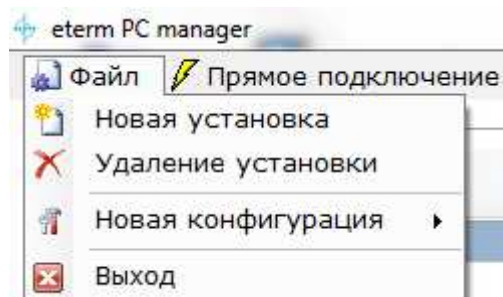 eterm PC manager
Файл Прямое подключение
Новая установка
Удаление установки
Новая конфигурация
Выход